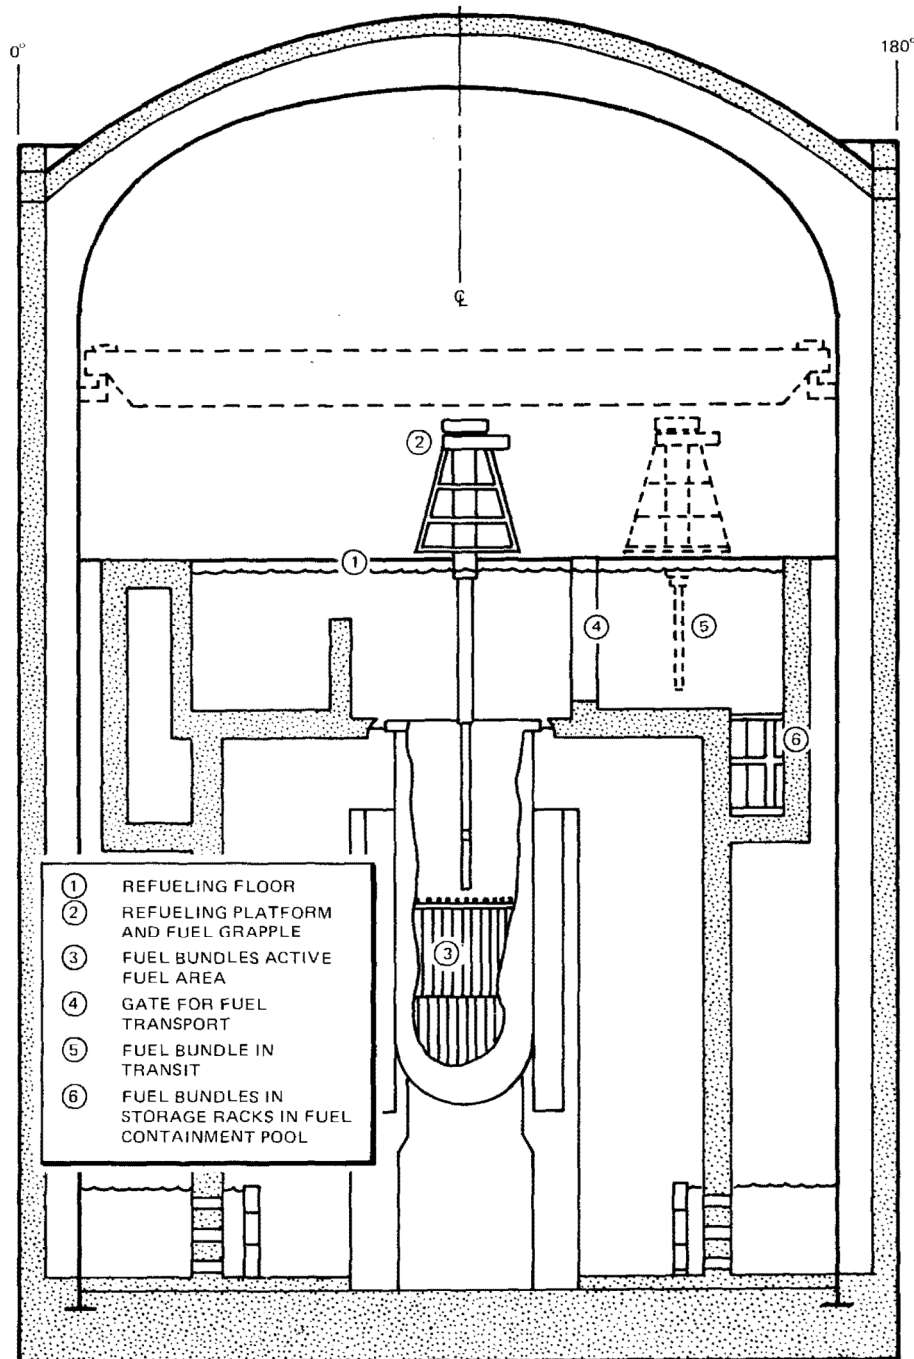 0°
180°
℄
2
1
4
5
6
3
1 REFUELING FLOOR
2 REFUELING PLATFORM
AND FUEL GRAPPLE
3 FUEL BUNDLES ACTIVE
FUEL AREA
4 GATE FOR FUEL
TRANSPORT
5 FUEL BUNDLE IN
TRANSIT
6 FUEL BUNDLES IN
STORAGE RACKS IN FUEL
CONTAINMENT POOL